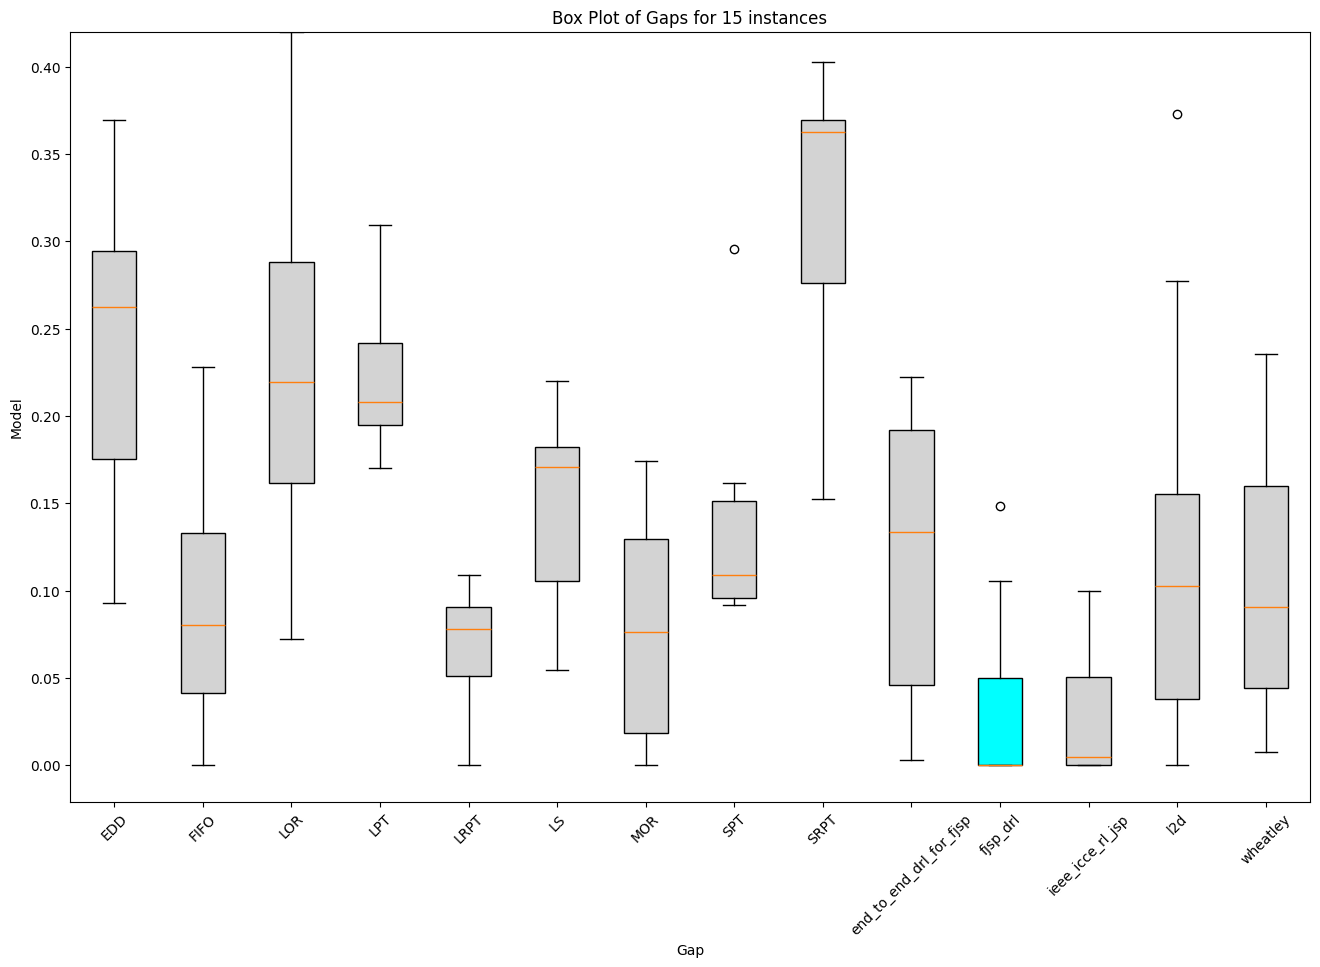 Box Plot of Gaps for 15 instances
0.40
0.35
0.30
0.25
0.20
0.15
0.10
0.05
0.00
Model
EDD
FIFO
LOR
LPT
LRPT
LS
MOR
SPT
SRPT
end_to_end_drl_for_fjsp
fjsp_drl
ieee_icce_rl_jsp
l2d
wheatley
Gap